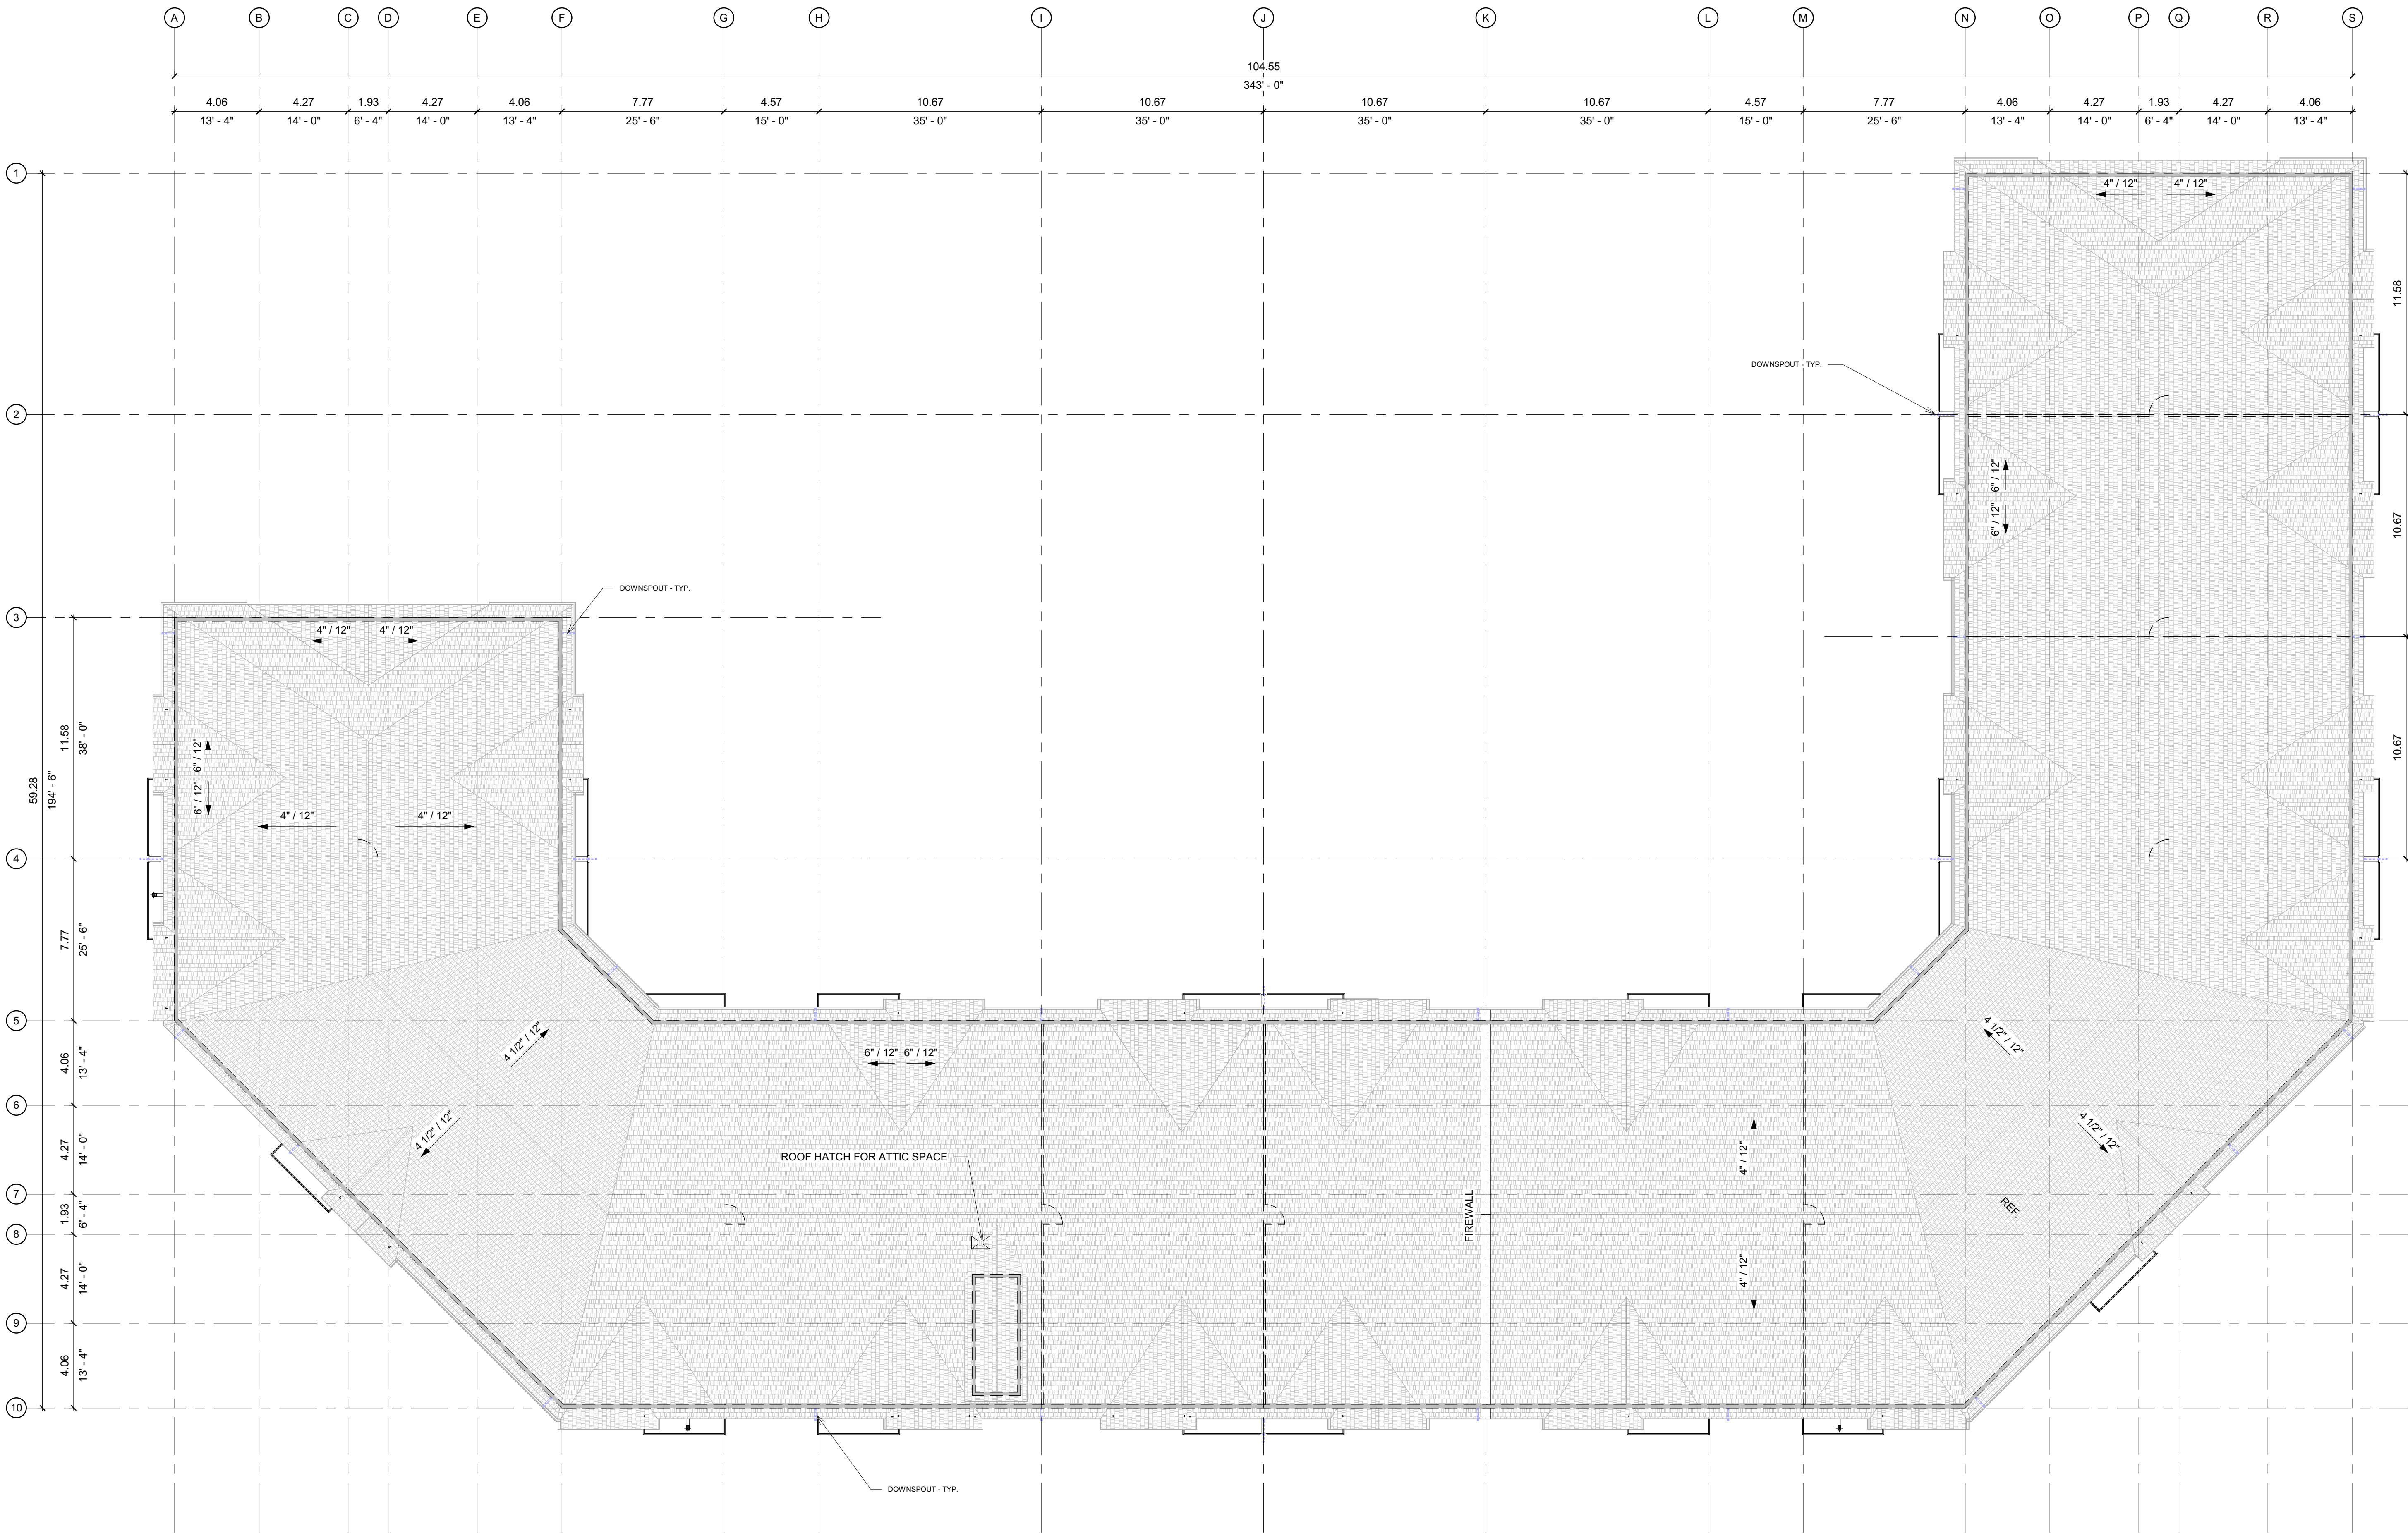 A B C D E F G H I J K L M N O P Q R S
104.55
343' - 0"
4.06 4.27 1.93 4.27 4.06 7.77 4.57 10.67 10.67 10.67 10.67 4.57 7.77 4.06 4.27 1.93 4.27 4.06
13' - 4" 14' - 0" 6' - 4" 14' - 0" 13' - 4" 25' - 6" 15' - 0" 35' - 0" 35' - 0" 35' - 0" 35' - 0" 15' - 0" 25' - 6" 13' - 4" 14' - 0" 6' - 4" 14' - 0" 13' - 4"
1
4" / 12" 4" / 12"
11.58
DOWNSPOUT - TYP.
2
6" / 12" 6" / 12"
10.67
DOWNSPOUT - TYP.
3
4" / 12" 4" / 12"
11.58
38' - 0"
6" / 12" 6" / 12"
10.67
59.28
194' - 6"
4" / 12" 4" / 12"
4
7.77
25' - 6"
5
4 1/2" / 12"
4 1/2" / 12"
4.06
13' - 4"
6" / 12" 6" / 12"
6
4 1/2" / 12"
4 1/2" / 12"
4.27
14' - 0"
ROOF HATCH FOR ATTIC SPACE
4" / 12"
7
1.93
6' - 4"
FIREWALL
REF.
8
4.27
14' - 0"
4" / 12"
9
4.06
13' - 4"
10
DOWNSPOUT - TYP.